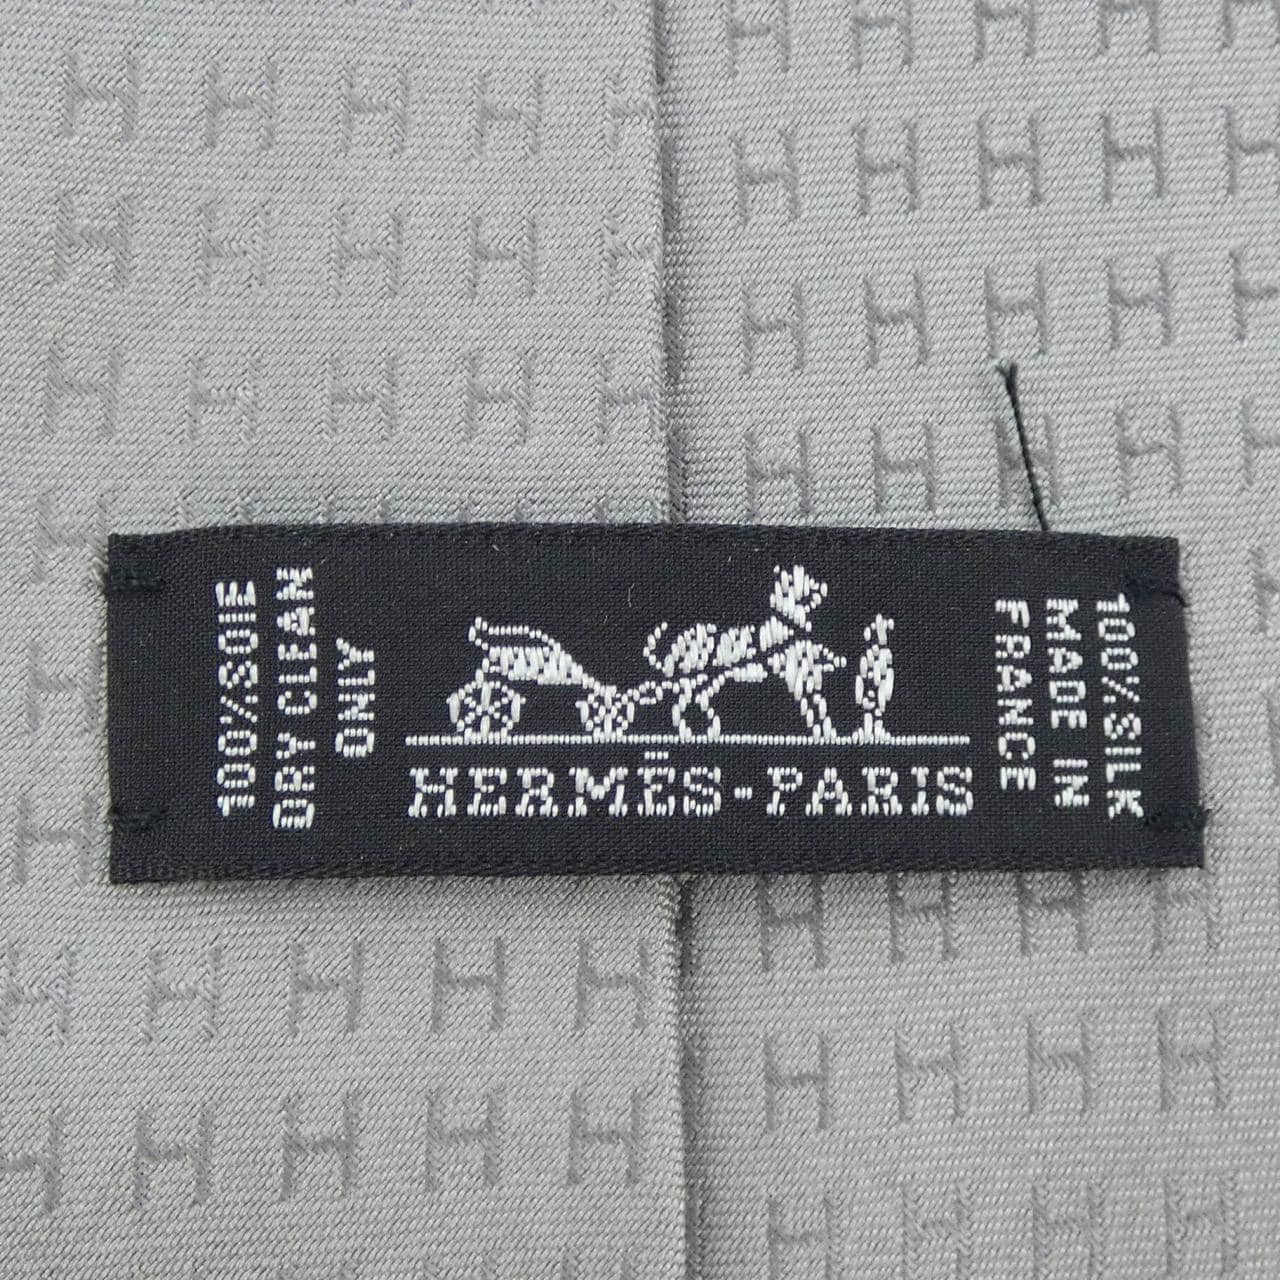 100%SOIE
DRY CLEAN
ONLY
HERMÈS-PARIS
100%SILK
MADE IN
FRANCE